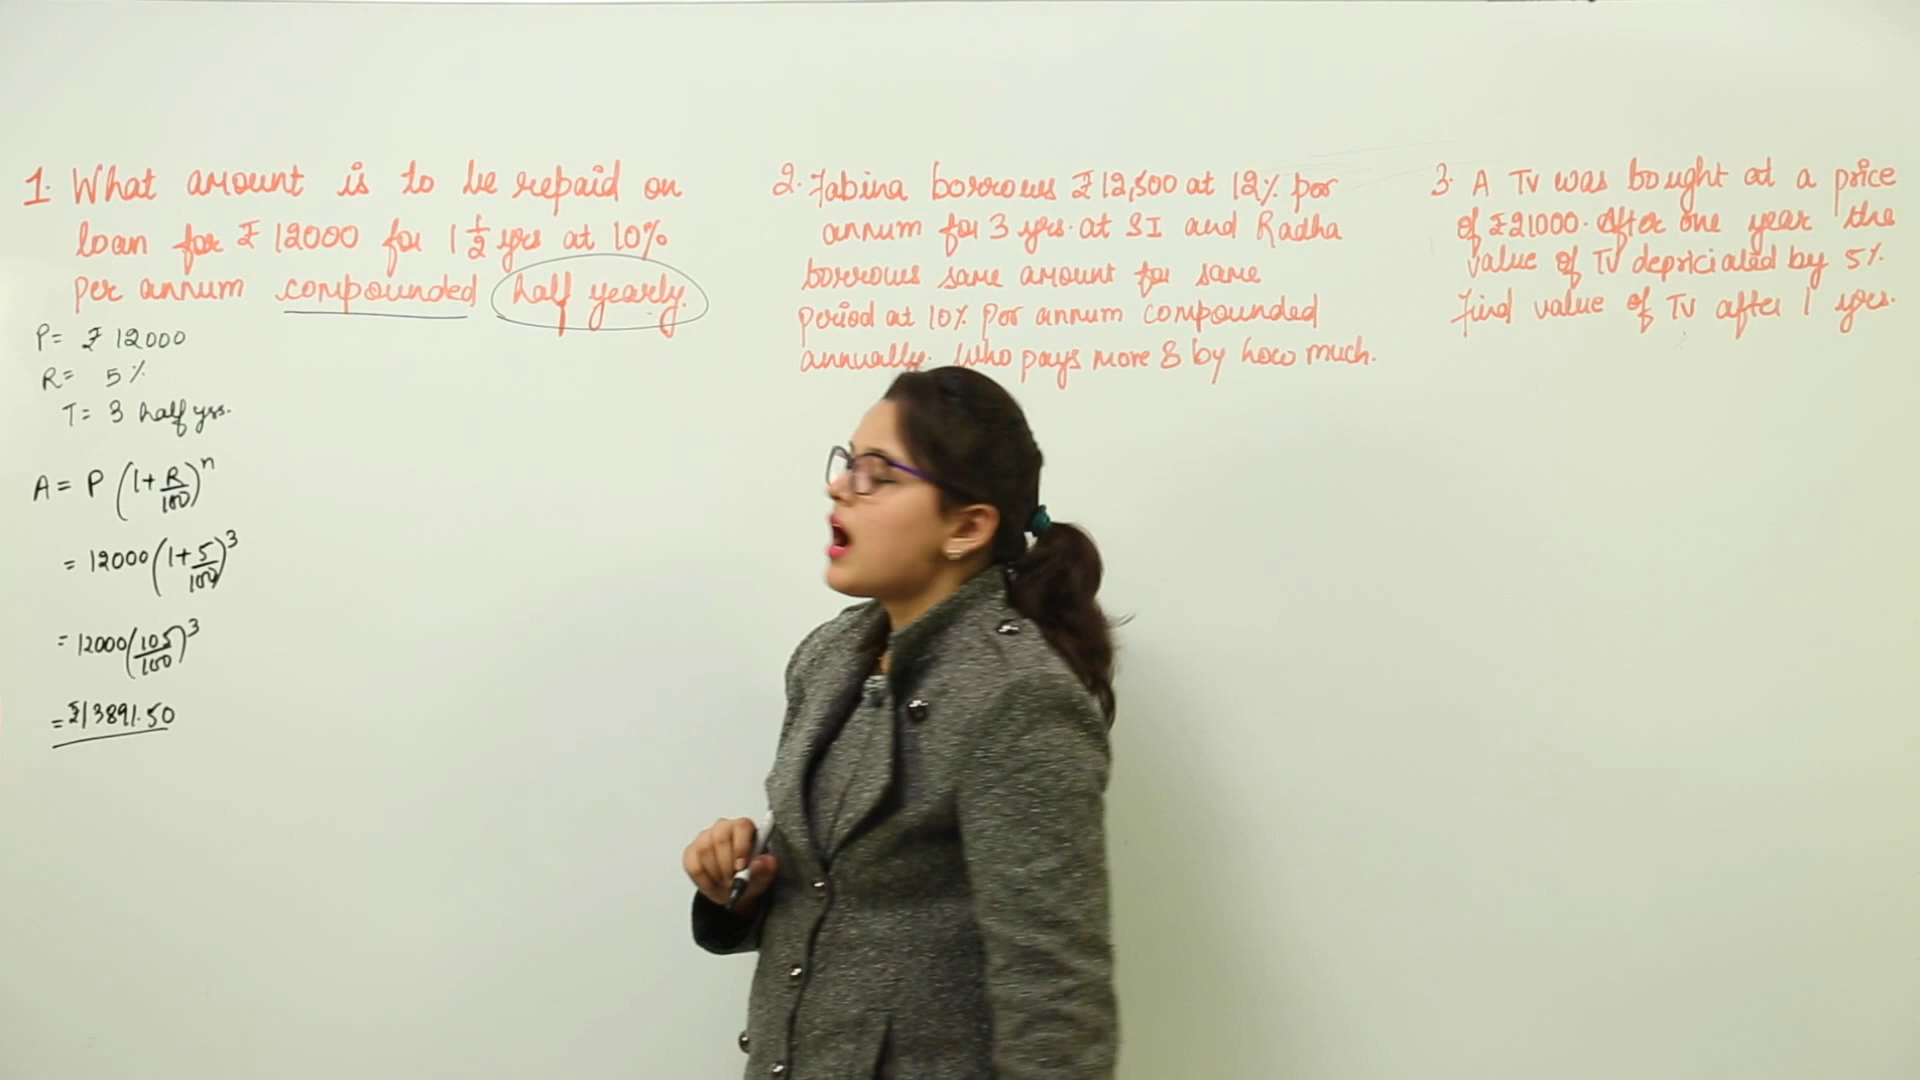 1. What amount is to be repaid on
loan for ₹ 12000 for 1 1/2 yrs at 10%
per annum compounded half yearly.
P= ₹ 12000
R= 5%
T= 3 half yrs.
A= P (1+R/100)^n
= 12000(1+5/100)^3
= 12000(105/100)^3
= ₹13891.50
2. Fabina borrows ₹12,500 at 12% per
annum for 3 yrs. at SI and Radha
borrows same amount for same
period at 10% per annum compounded
annually. Who pays more & by how much.
3. A TV was bought at a price
of ₹21000. After one year the
value of TV depriciated by 5%.
Find value of TV after 1 yrs.